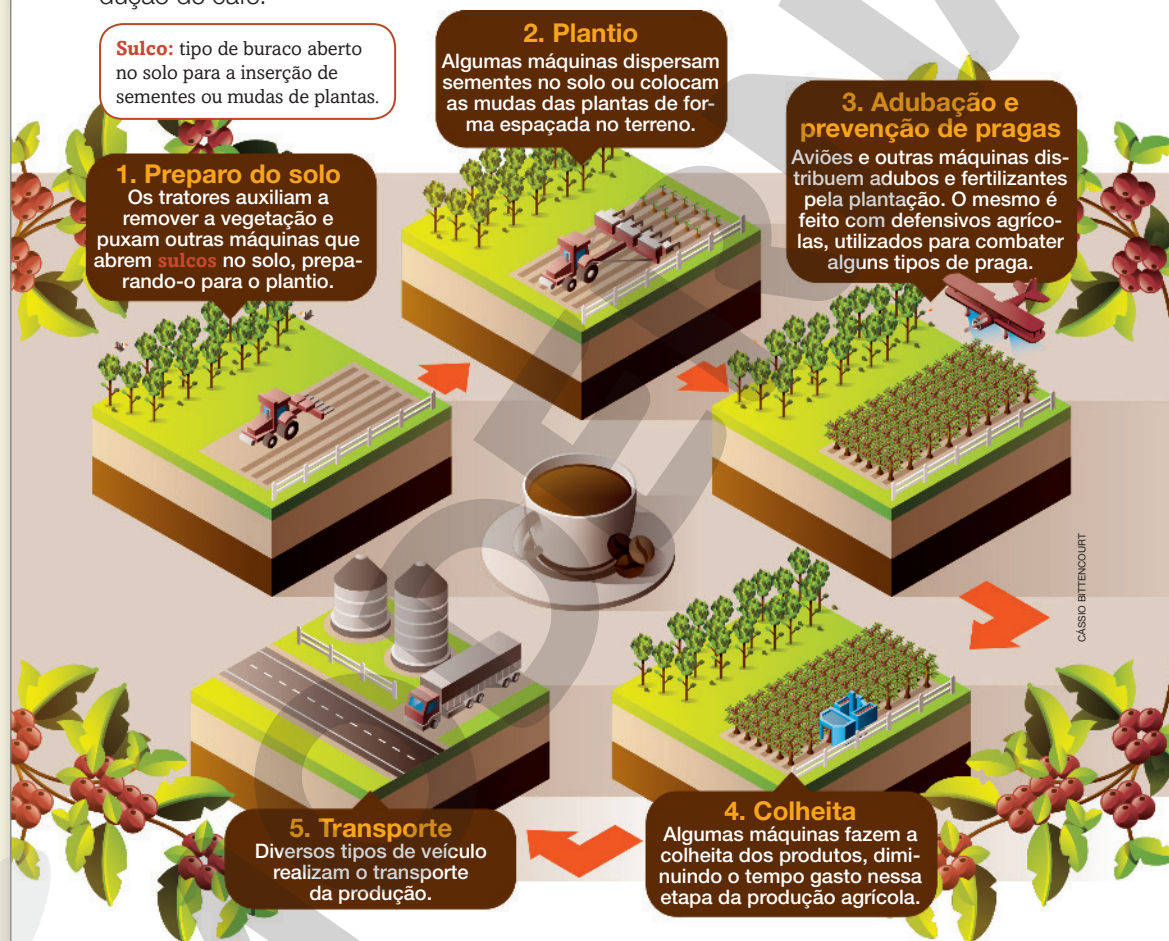 dução do café.
Sulco: tipo de buraco aberto
no solo para a inserção de
sementes ou mudas de plantas.
1. Preparo do solo
Os tratores auxiliam a
remover a vegetação e
puxam outras máquinas que
abrem sulcos no solo, prepa-
rando-o para o plantio.
2. Plantio
Algumas máquinas dispersam
sementes no solo ou colocam
as mudas das plantas de for-
ma espaçada no terreno.
3. Adubação e
prevenção de pragas
Aviões e outras máquinas dis-
tribuem adubos e fertilizantes
pela plantação. O mesmo é
feito com defensivos agríco-
las, utilizados para combater
alguns tipos de praga.
CÁSSIO BITTENCOURT
4. Colheita
Algumas máquinas fazem a
colheita dos produtos, dimi-
nuindo o tempo gasto nessa
etapa da produção agrícola.
5. Transporte
Diversos tipos de veículo
realizam o transporte
da produção.